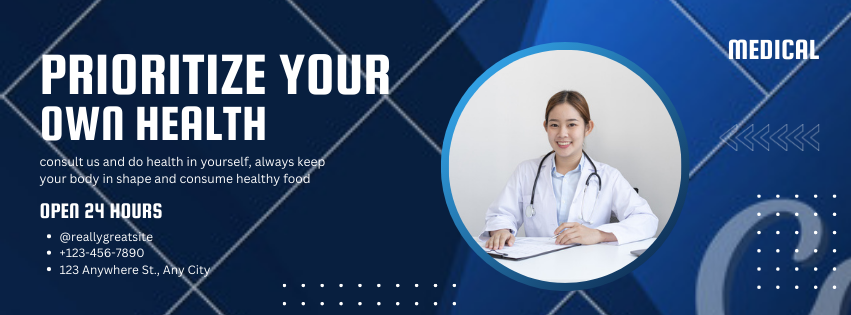 PRIORITIZE YOUR
OWN HEALTH
consult us and do health in yourself, always keep
your body in shape and consume healthy food
OPEN 24 HOURS
@reallygreatsite
+123-456-7890
123 Anywhere St., Any City
MEDICAL